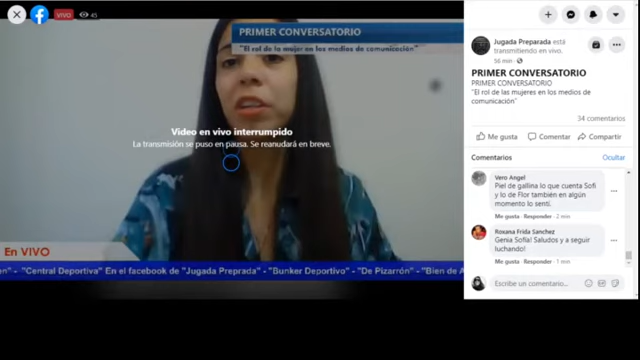 VIVO
45
PRIMER CONVERSATORIO
"El rol de la mujer en los medios de comunicación"
Video en vivo interrumpido
La transmisión se puso en pausa. Se reanudará en breve.
En VIVO
en" - "Central Deportiva" En el facebook de "Jugada Preprada" - "Bunker Deportivo" - "De Pizarrón" - "Bien de A
Jugada Preparada está
transmitiendo en vivo.
56 min
PRIMER CONVERSATORIO
PRIMER CONVERSATORIO
"El rol de las mujeres en los medios de
comunicación"
34 comentarios
Me gusta Comentar Compartir
Comentarios Ocultar
Vero Angel
Piel de gallina lo que cuenta Sofi
y lo de Flor también en algún
momento lo sentí.
Me gusta · Responder · 2 min
Roxana Frida Sanchez
Genia Sofía! Saludos y a seguir
luchando!
Me gusta · Responder · 1 min
Escribe un comentario...